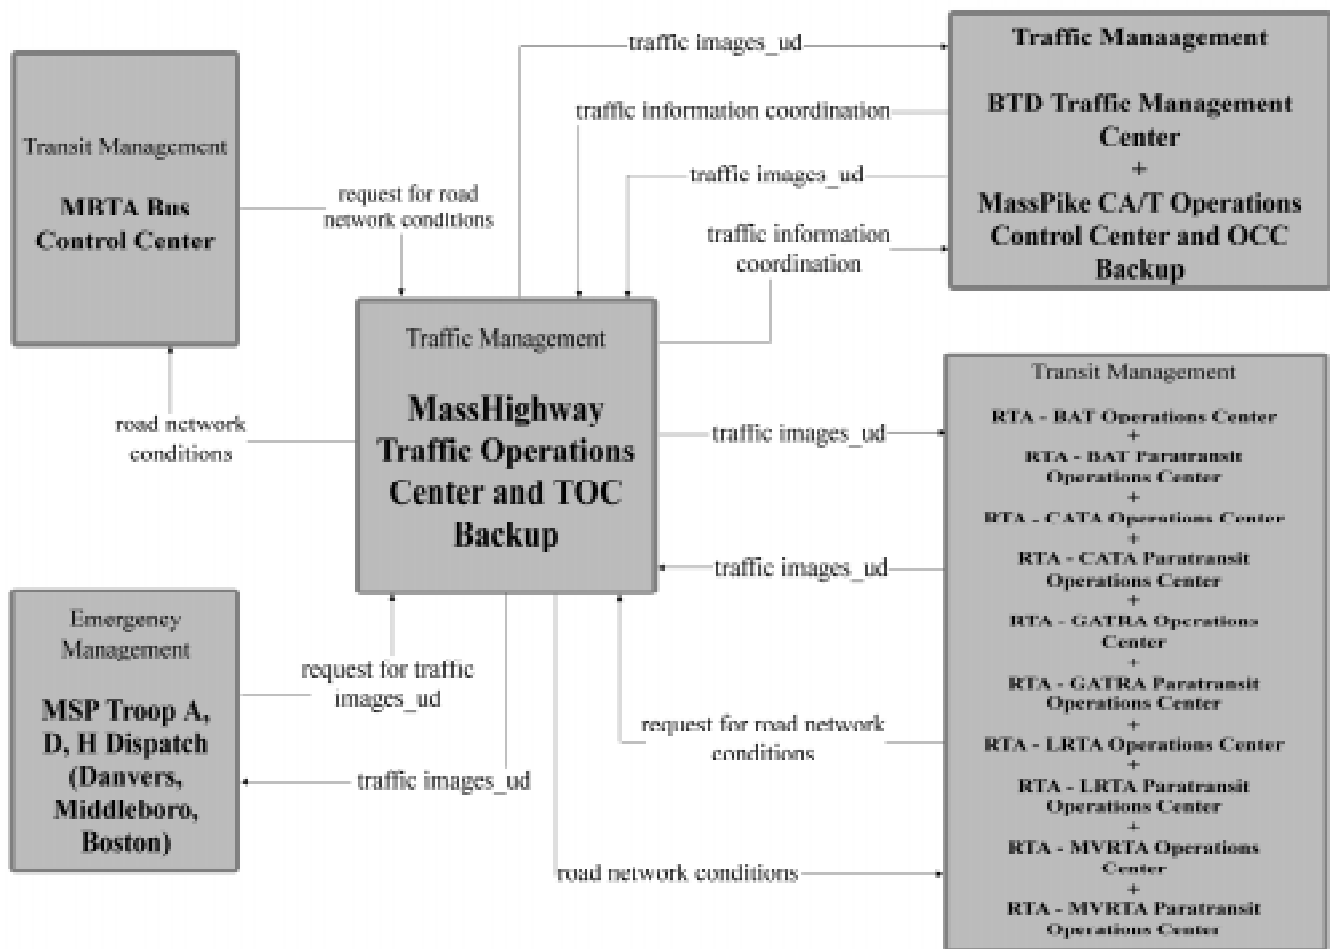 Transit Management
MBTA Bus
Control Center
request for road
network conditions
road network
conditions
traffic images_ud
traffic information coordination
traffic images_ud
traffic information
coordination
Traffic Manaagement
BTD Traffic Management
Center
+
MassPike CA/T Operations
Control Center and OCC
Backup
Traffic Management
MassHighway
Traffic Operations
Center and TOC
Backup
traffic images_ud
traffic images_ud
request for road network
conditions
road network conditions
Emergency
Management
MSP Troop A,
D, H Dispatch
(Danvers,
Middleboro,
Boston)
request for traffic
images_ud
traffic images_ud
Transit Management
RTA - BAT Operations Center
+
RTA - BAT Paratransit
Operations Center
+
RTA - CATA Operations Center
+
RTA - CATA Paratransit
Operations Center
+
RTA - GATRA Operations
Center
+
RTA - GATRA Paratransit
Operations Center
+
RTA - LRTA Operations Center
+
RTA - LRTA Paratransit
Operations Center
+
RTA - MVRTA Operations
Center
+
RTA - MVRTA Paratransit
Operations Center